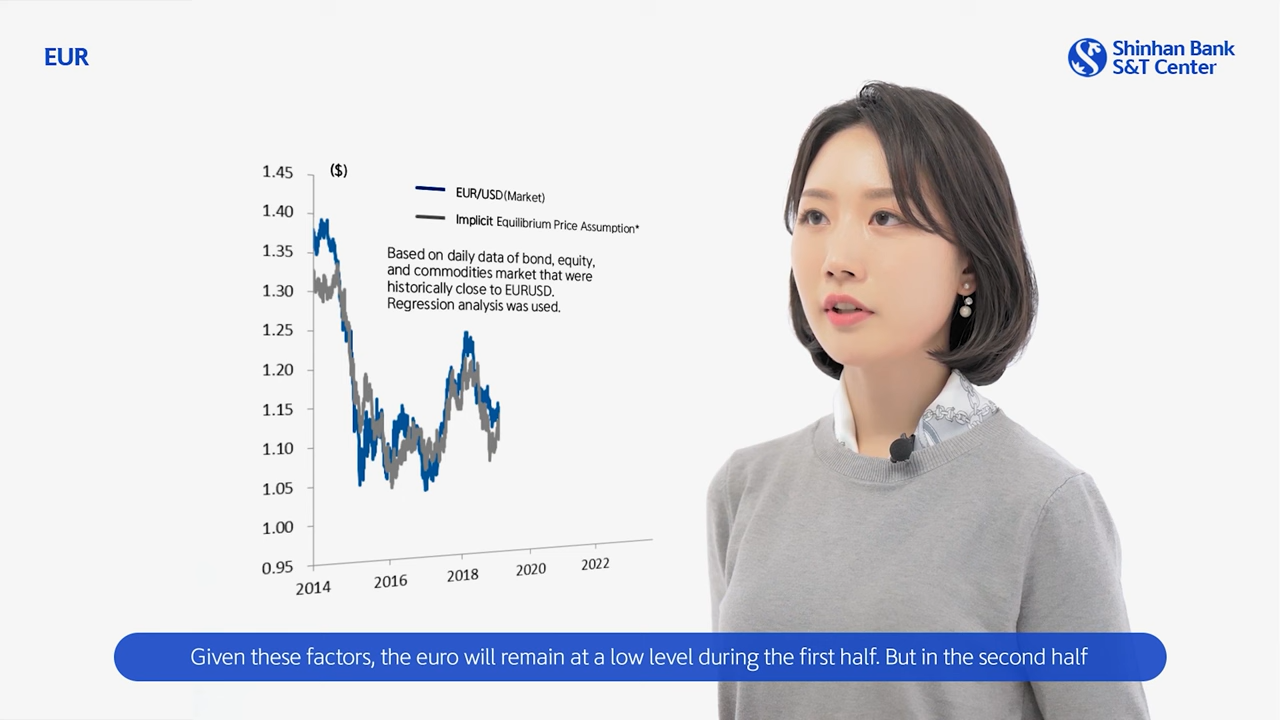 EUR
Shinhan Bank
S&T Center
($)
1.45
1.40
1.35
1.30
1.25
1.20
1.15
1.10
1.05
1.00
0.95
EUR/USD(Market)
Implicit Equilibrium Price Assumption*
Based on daily data of bond, equity,
and commodities market that were
historically close to EURUSD.
Regression analysis was used.
2014 2016 2018 2020 2022
Given these factors, the euro will remain at a low level during the first half. But in the second half